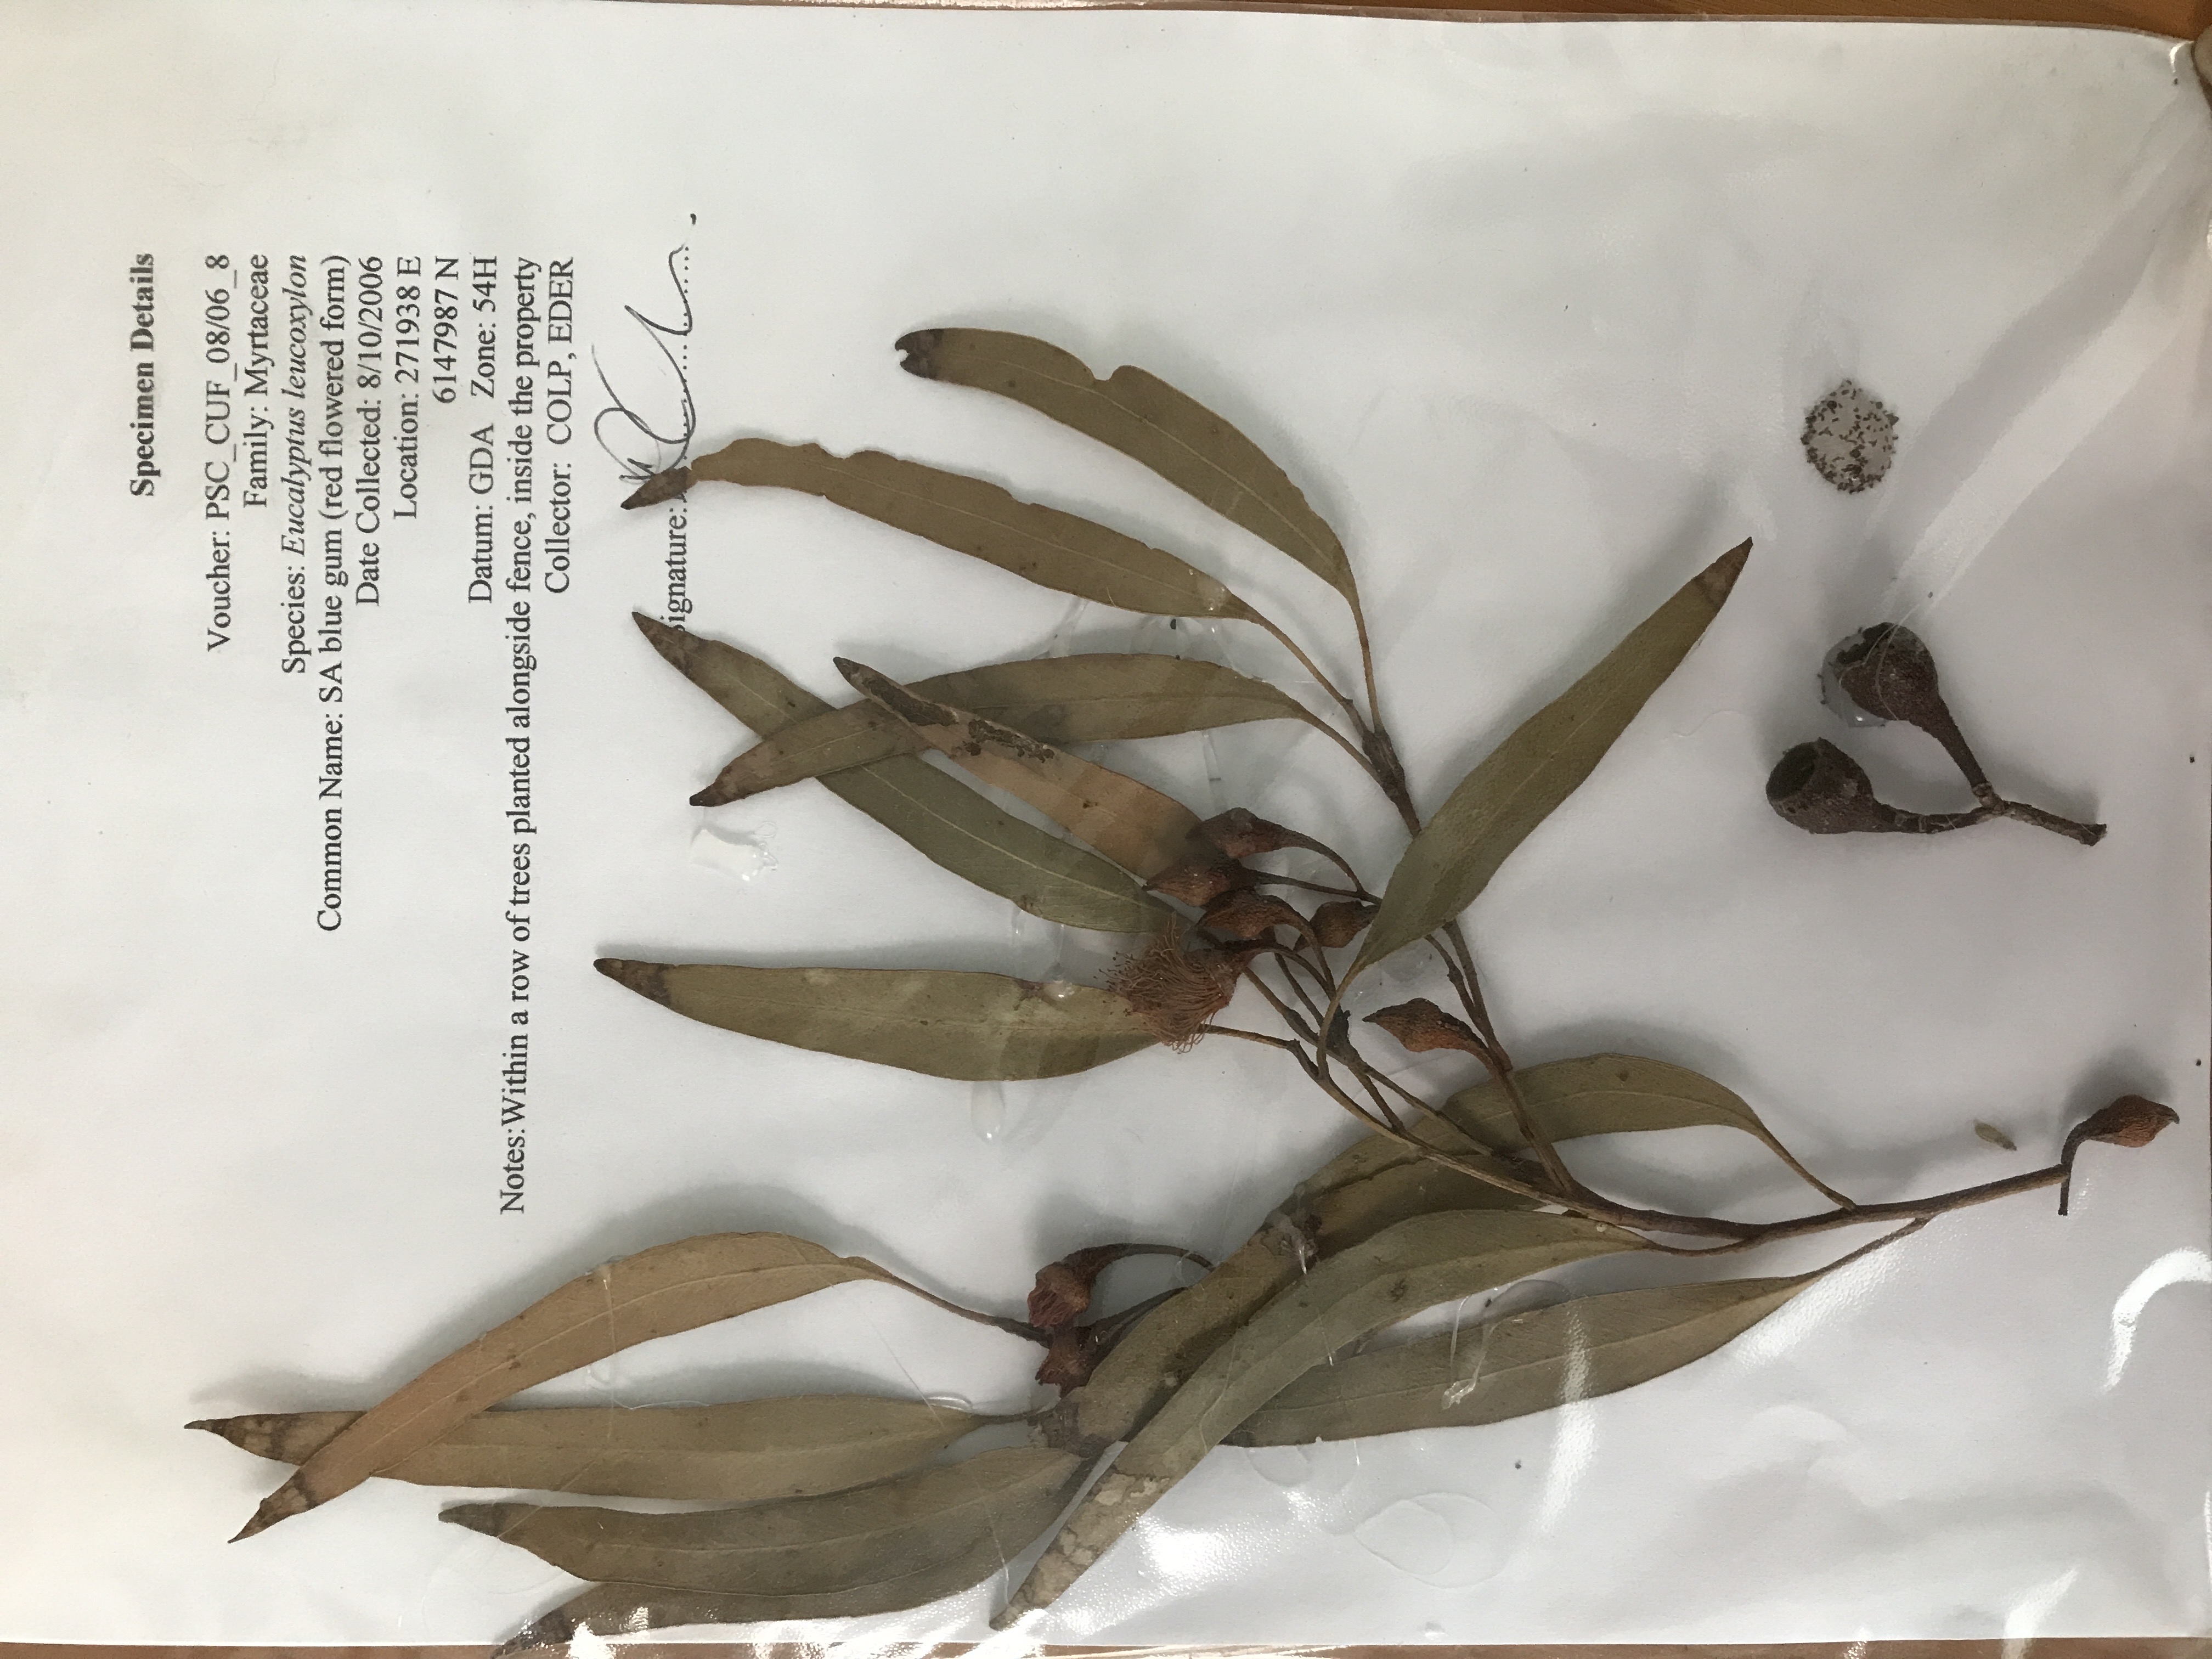 Specimen Details
Voucher: PSC_CUF_08/06_8
Family: Myrtaceae
Species: Eucalyptus leucoxylon
Common Name: SA blue gum (red flowered form)
Date Collected: 8/10/2006
Location: 271938 E
6147987 N
Datum: GDA Zone: 54H
Notes:Within a row of trees planted alongside fence, inside the property
Collector: COLP, EDER
ignature: